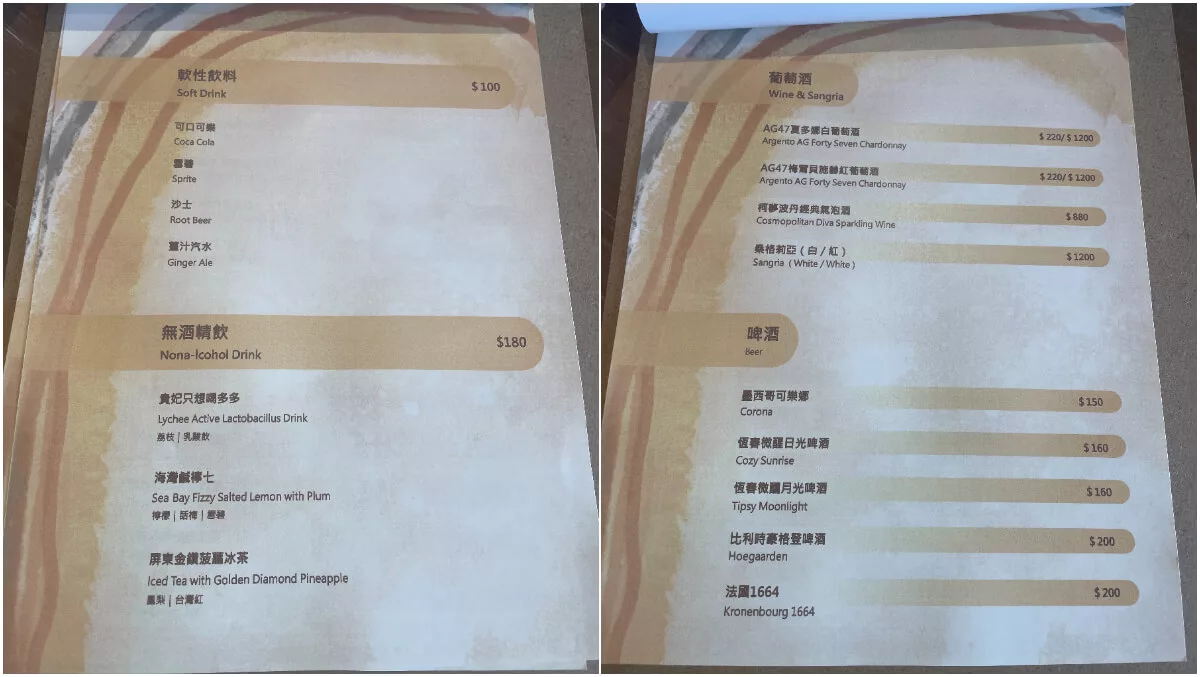 軟性飲料
Soft Drink
$100
可口可樂
Coca Cola
雪碧
Sprite
沙士
Root Beer
薑汁汽水
Ginger Ale
無酒精飲
Nona-lcohol Drink
$180
貴妃只想喝多多
Lychee Active Lactobacillus Drink
荔枝 | 乳酸飲
海灣鹹檸七
Sea Bay Fizzy Salted Lemon with Plum
檸檬 | 話梅 | 雪碧
屏東金鑽菠蘿冰茶
Iced Tea with Golden Diamond Pineapple
鳳梨 | 台灣紅
葡萄酒
Wine & Sangria
AG47夏多娜白葡萄酒
$220/$1200
Argento AG Forty Seven Chardonnay
AG47梅爾貝施赫紅葡萄酒
$220/$1200
Argento AG Forty Seven Chardonnay
柯夢波丹經典氣泡酒
$880
Cosmopolitan Diva Sparkling Wine
桑格莉亞（白/紅）
$1200
Sangria（White/White）
啤酒
Beer
墨西哥可樂娜
$150
Corona
恆春微醒日光啤酒
$160
Cozy Sunrise
恆春微醺月光啤酒
$160
Tipsy Moonlight
比利時豪格登啤酒
$200
Hoegaarden
法國1664
$200
Kronenbourg 1664